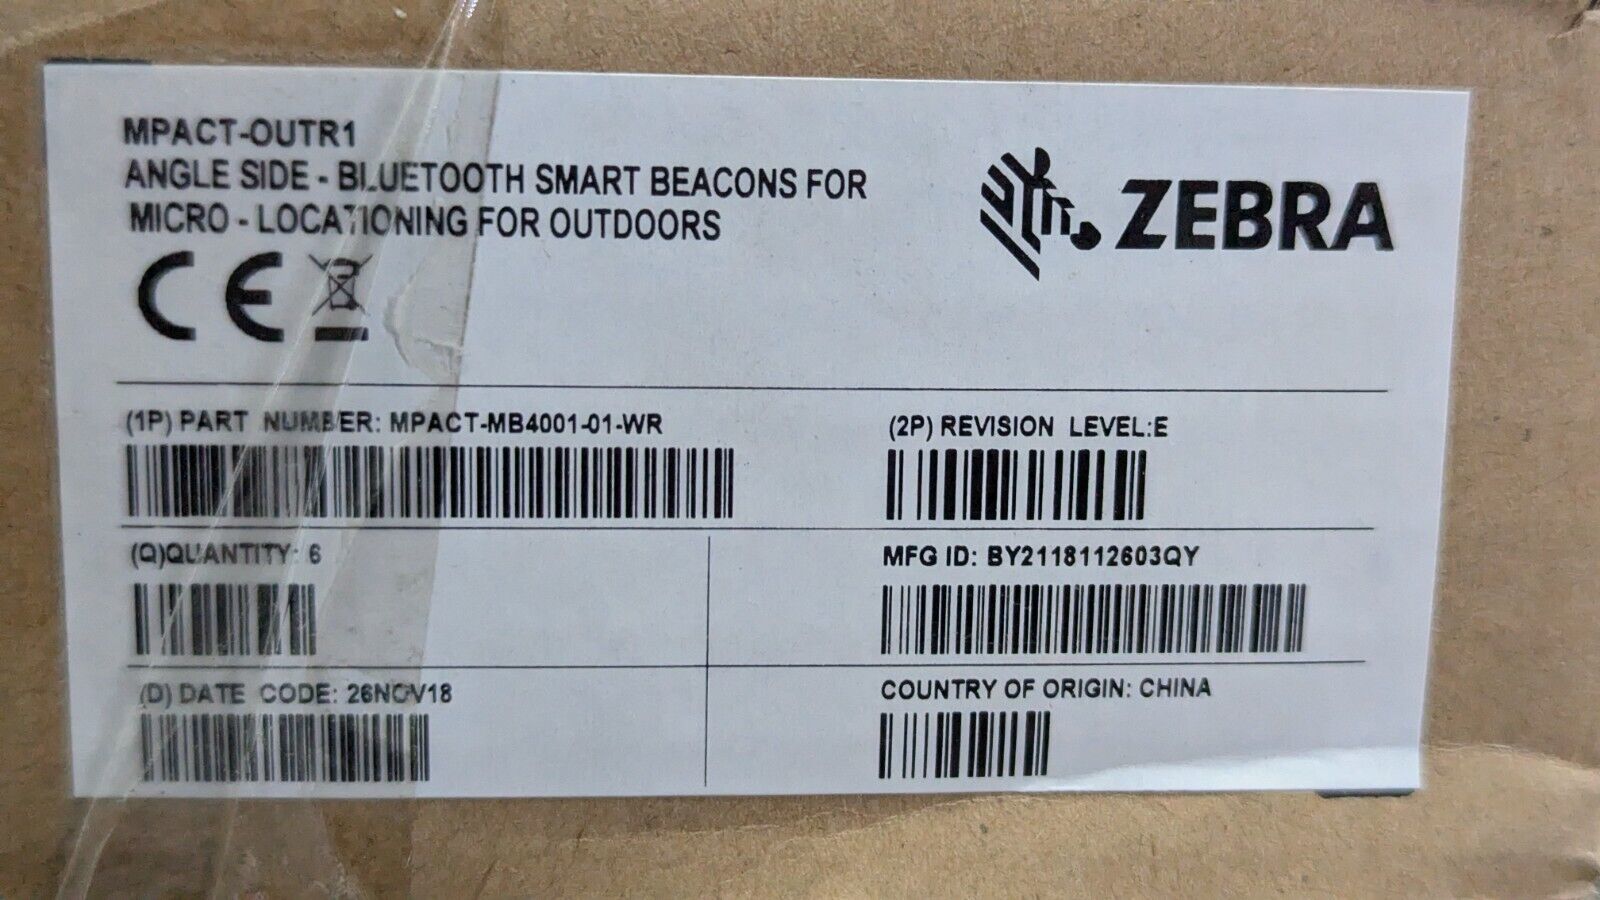 MPACT-OUTR1
ANGLE SIDE - BLUETOOTH SMART BEACONS FOR
MICRO - LOCATIONING FOR OUTDOORS
ZEBRA
CE
(1P) PART NUMBER: MPACT-MB4001-01-WR
(2P) REVISION LEVEL:E
(Q)QUANTITY: 6
MFG ID: BY2118112603QY
(D) DATE CODE: 26NOV18
COUNTRY OF ORIGIN: CHINA